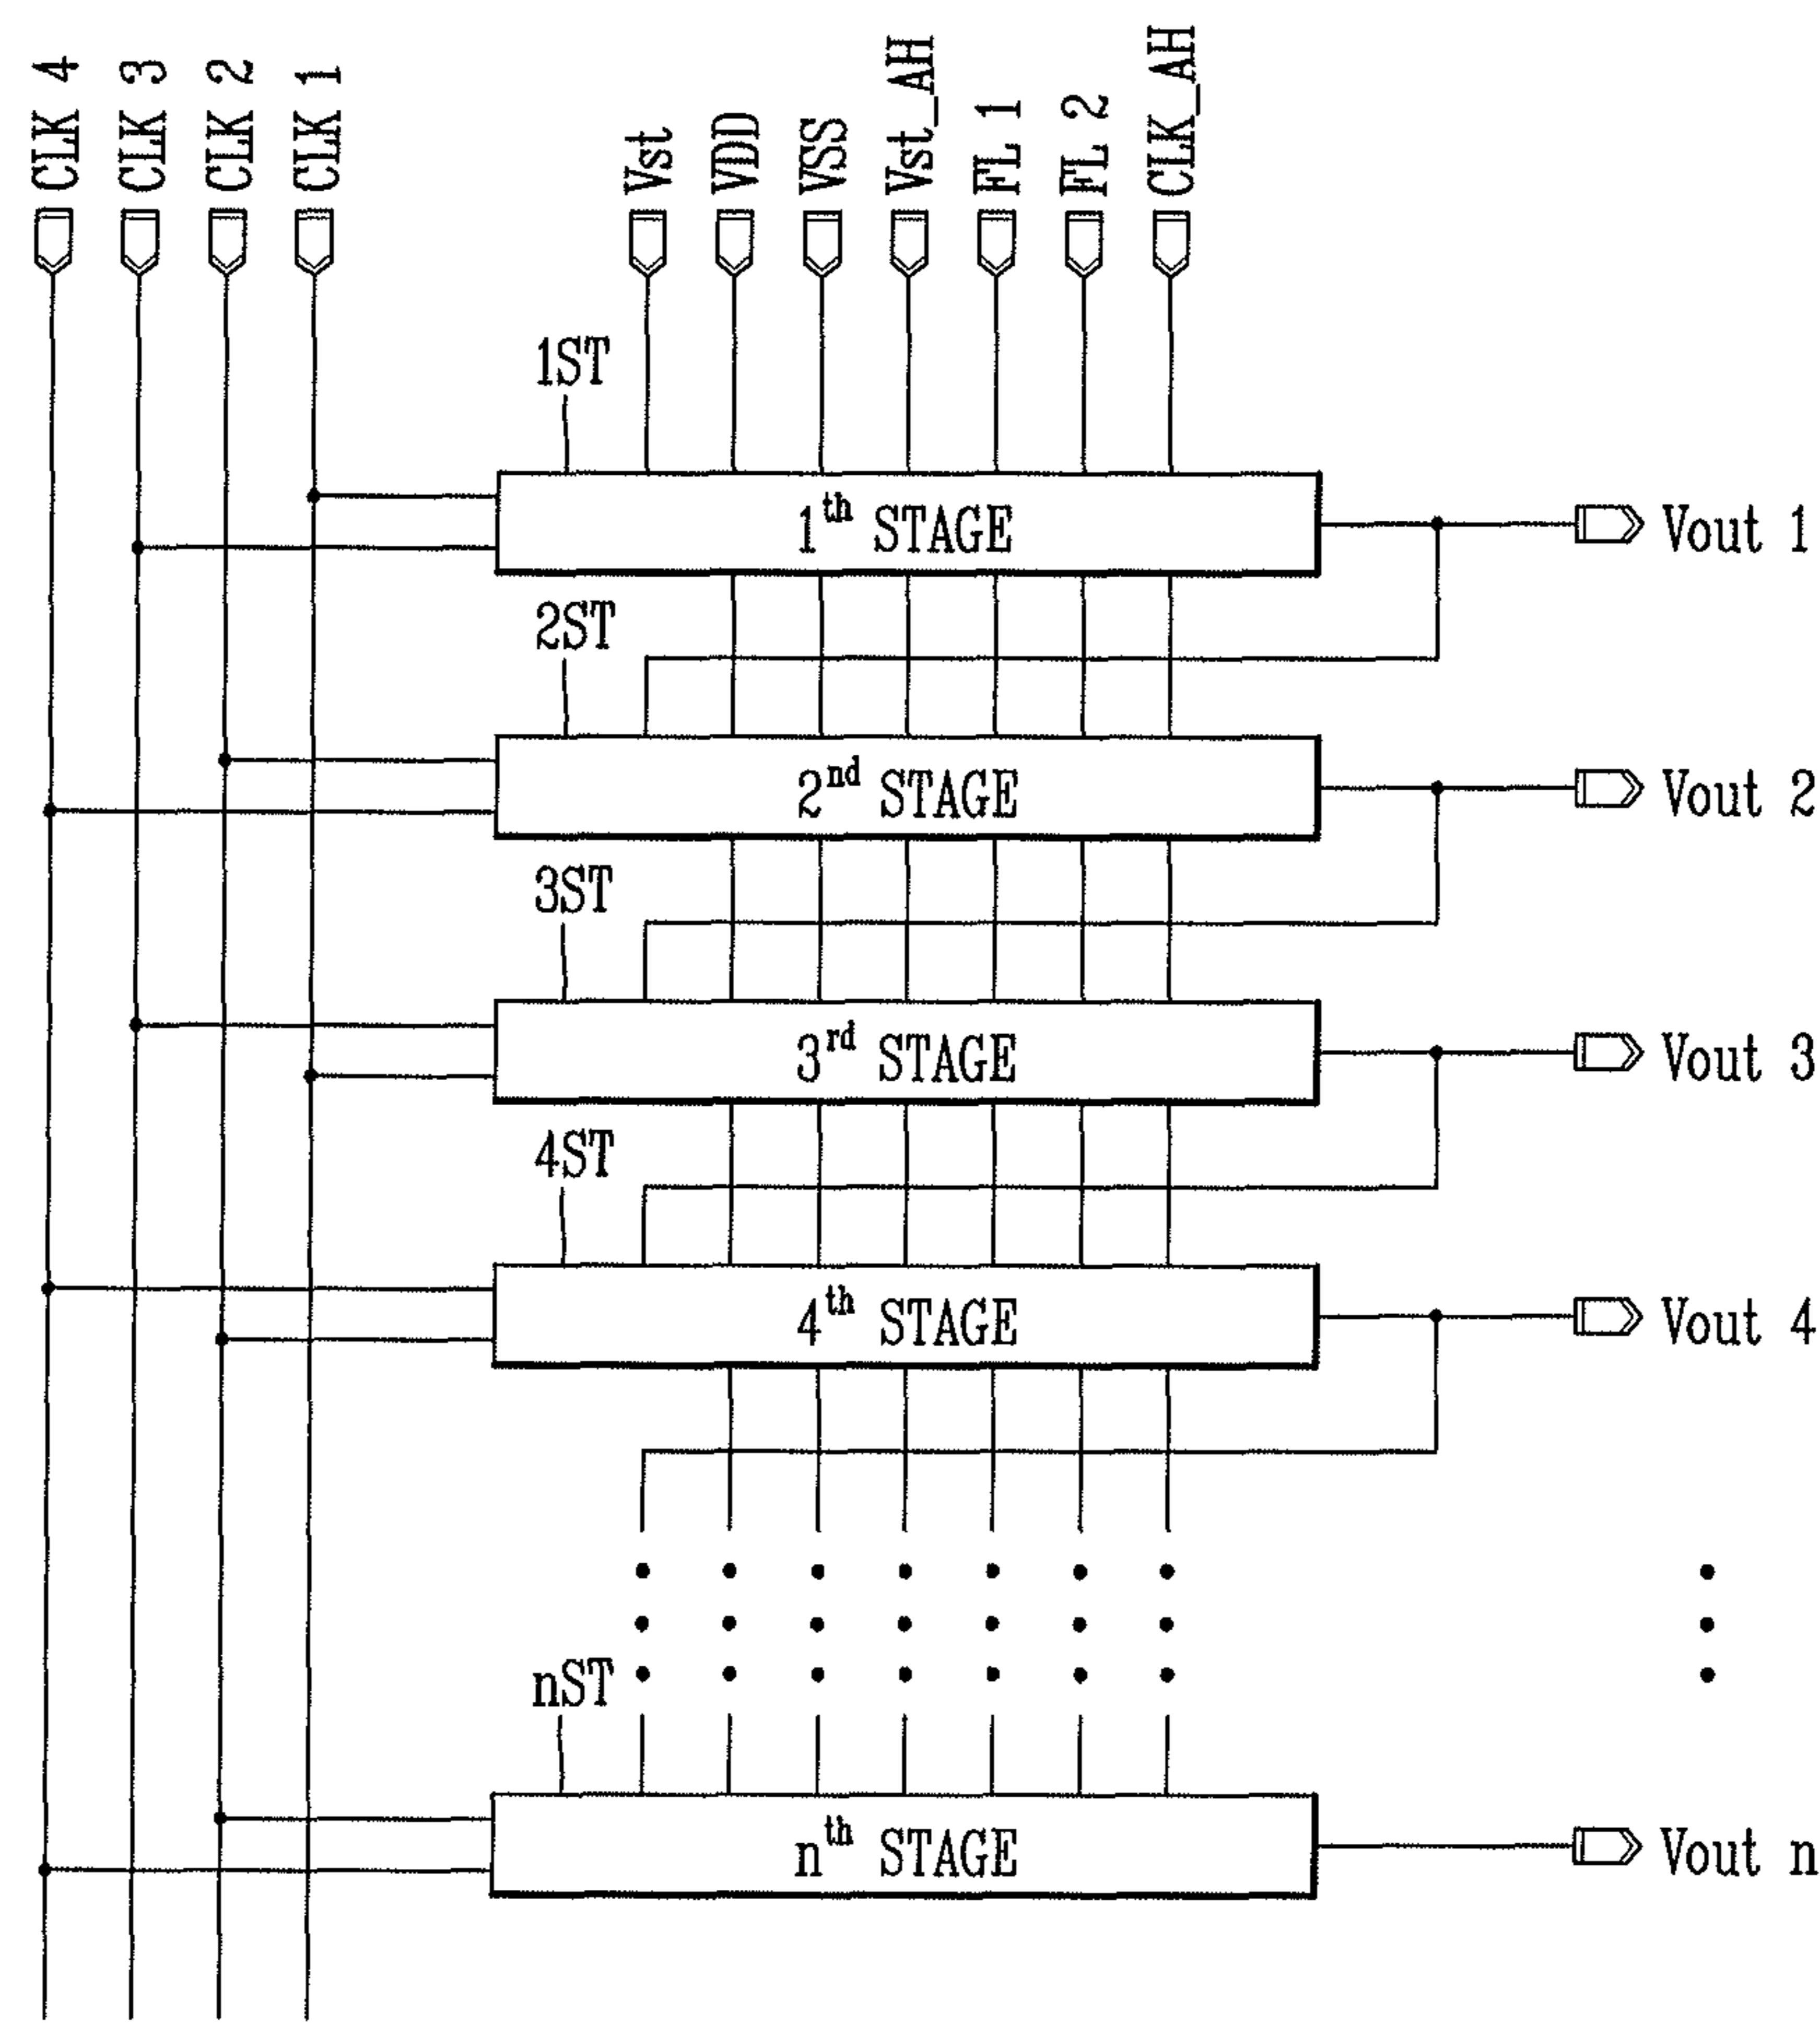 CLK 4
CLK 3
CLK 2
CLK 1
Vst
VDD
VSS
Vst_AH
FL 1
FL 2
CLK_AH
1ST
1th STAGE
Vout 1
2ST
2nd STAGE
Vout 2
3ST
3rd STAGE
Vout 3
4ST
4th STAGE
Vout 4
nST
nth STAGE
Vout n